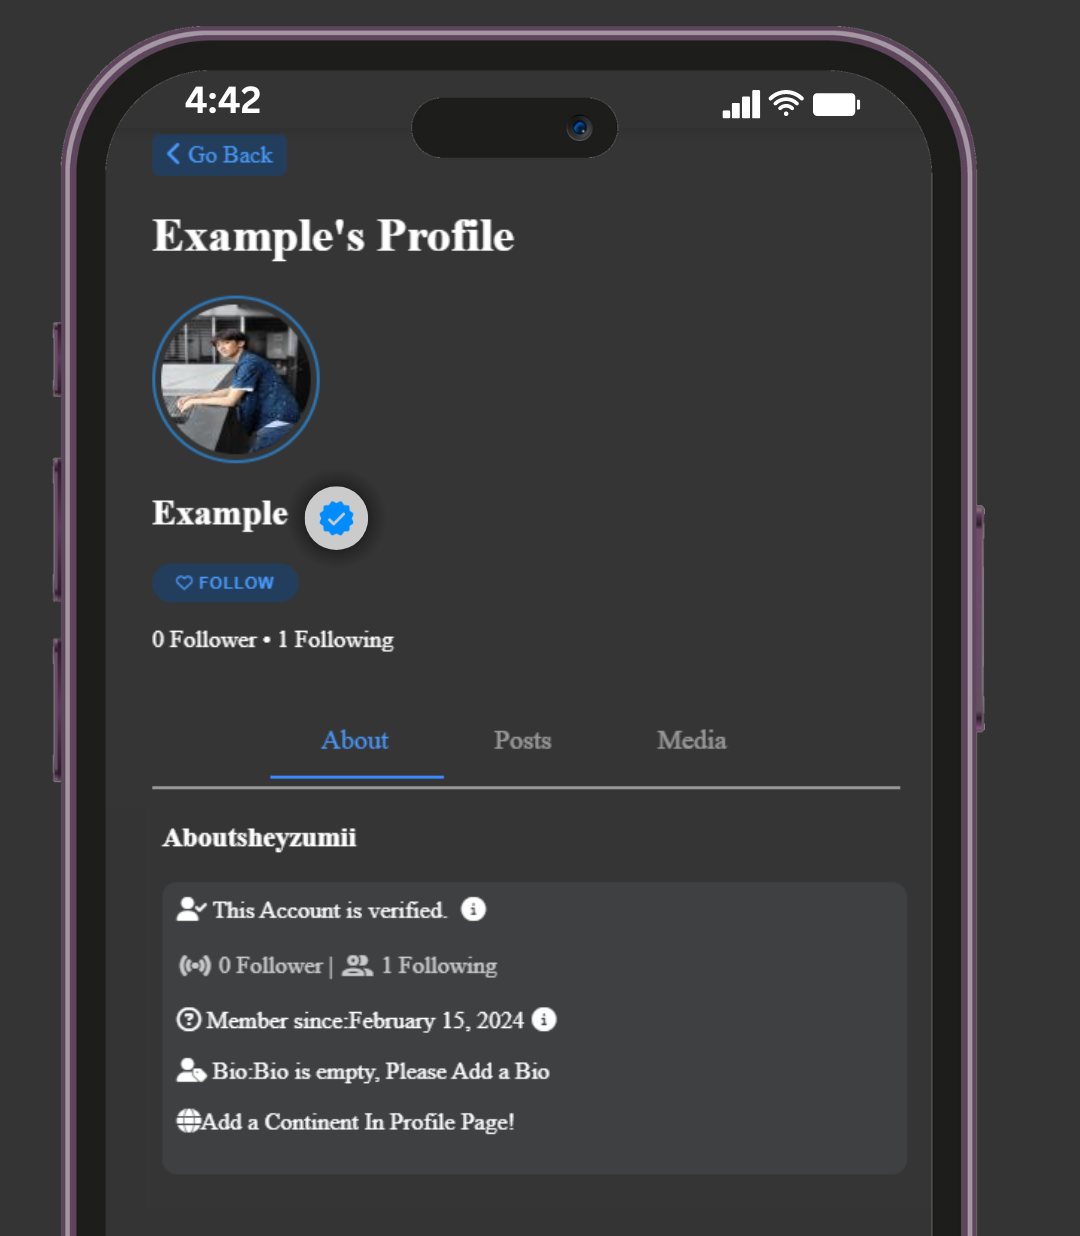 4:42
Go Back
Example's Profile
Example
FOLLOW
0 Follower • 1 Following
About Posts Media
Aboutsheyzumii
This Account is verified.
0 Follower | 1 Following
Member since:February 15, 2024
Bio:Bio is empty, Please Add a Bio
Add a Continent In Profile Page!